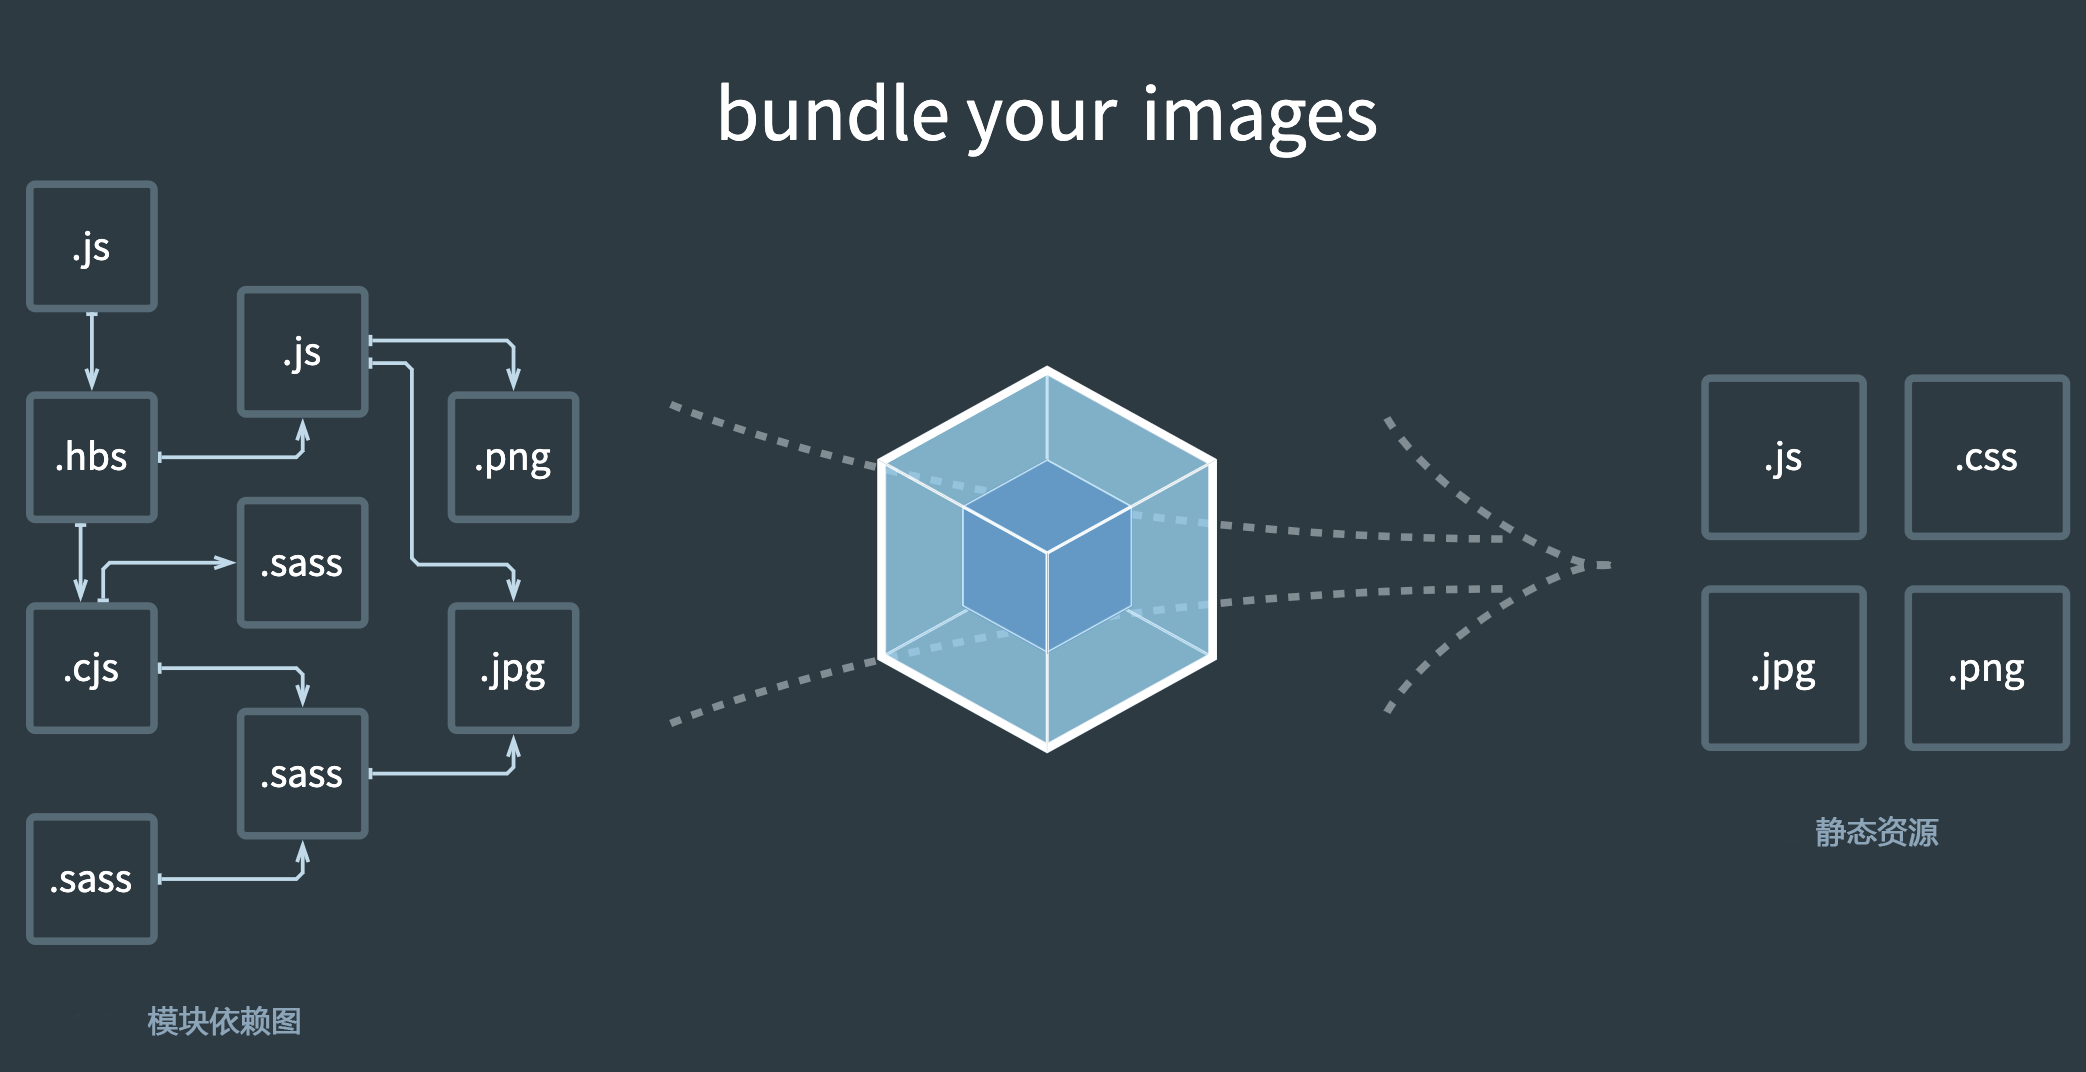 bundle your images
.js
.js
.hbs
.png
.js
.css
.sass
.cjs
.jpg
.jpg
.png
.sass
静态资源
.sass
模块依赖图